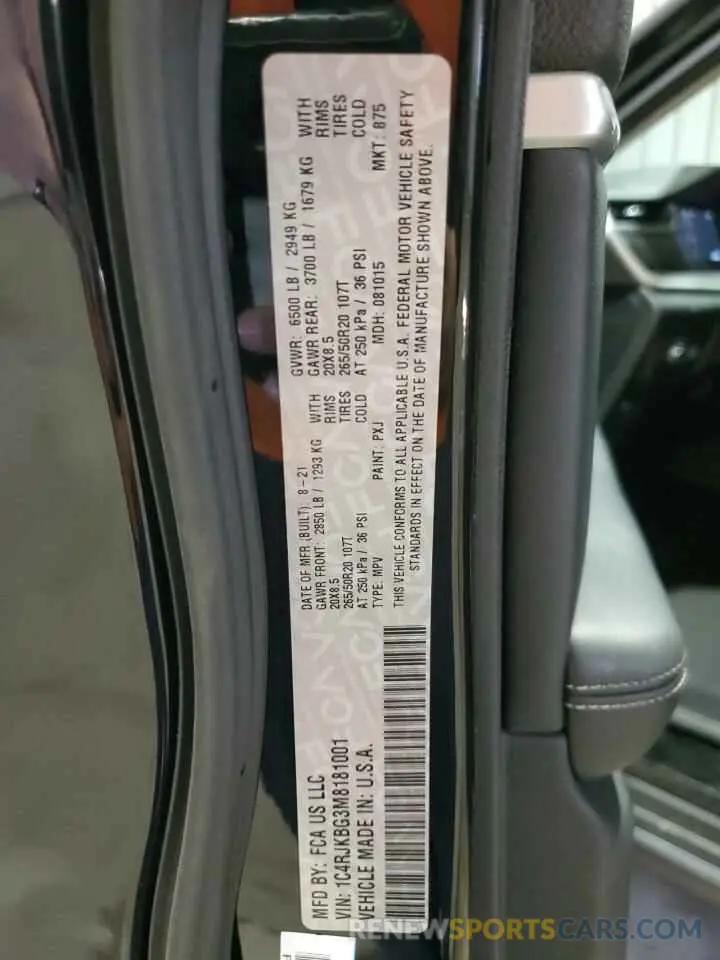 MFD BY: FCA US LLC
VIN: 1C4RJKBG3M8181001
VEHICLE MADE IN: U.S.A.
DATE OF MFR (BUILT) 8-21
GAWR FRONT: 2850 LB / 1293 KG WITH
20X8.5 RIMS
265/50R20 107T TIRES
AT 250 kPa / 36 PSI COLD
TYPE: MPV PAINT: PXJ
GVWR: 6500 LB / 2949 KG
GAWR REAR: 3700 LB / 1679 KG WITH
20X8.5 RIMS
265/50R20 107T TIRES
AT 250 kPa / 36 PSI COLD
MDH: 081015 MKT: 875
THIS VEHICLE CONFORMS TO ALL APPLICABLE U.S.A. FEDERAL MOTOR VEHICLE SAFETY
STANDARDS IN EFFECT ON THE DATE OF MANUFACTURE SHOWN ABOVE.
RENEWSPORTSCAR.COM